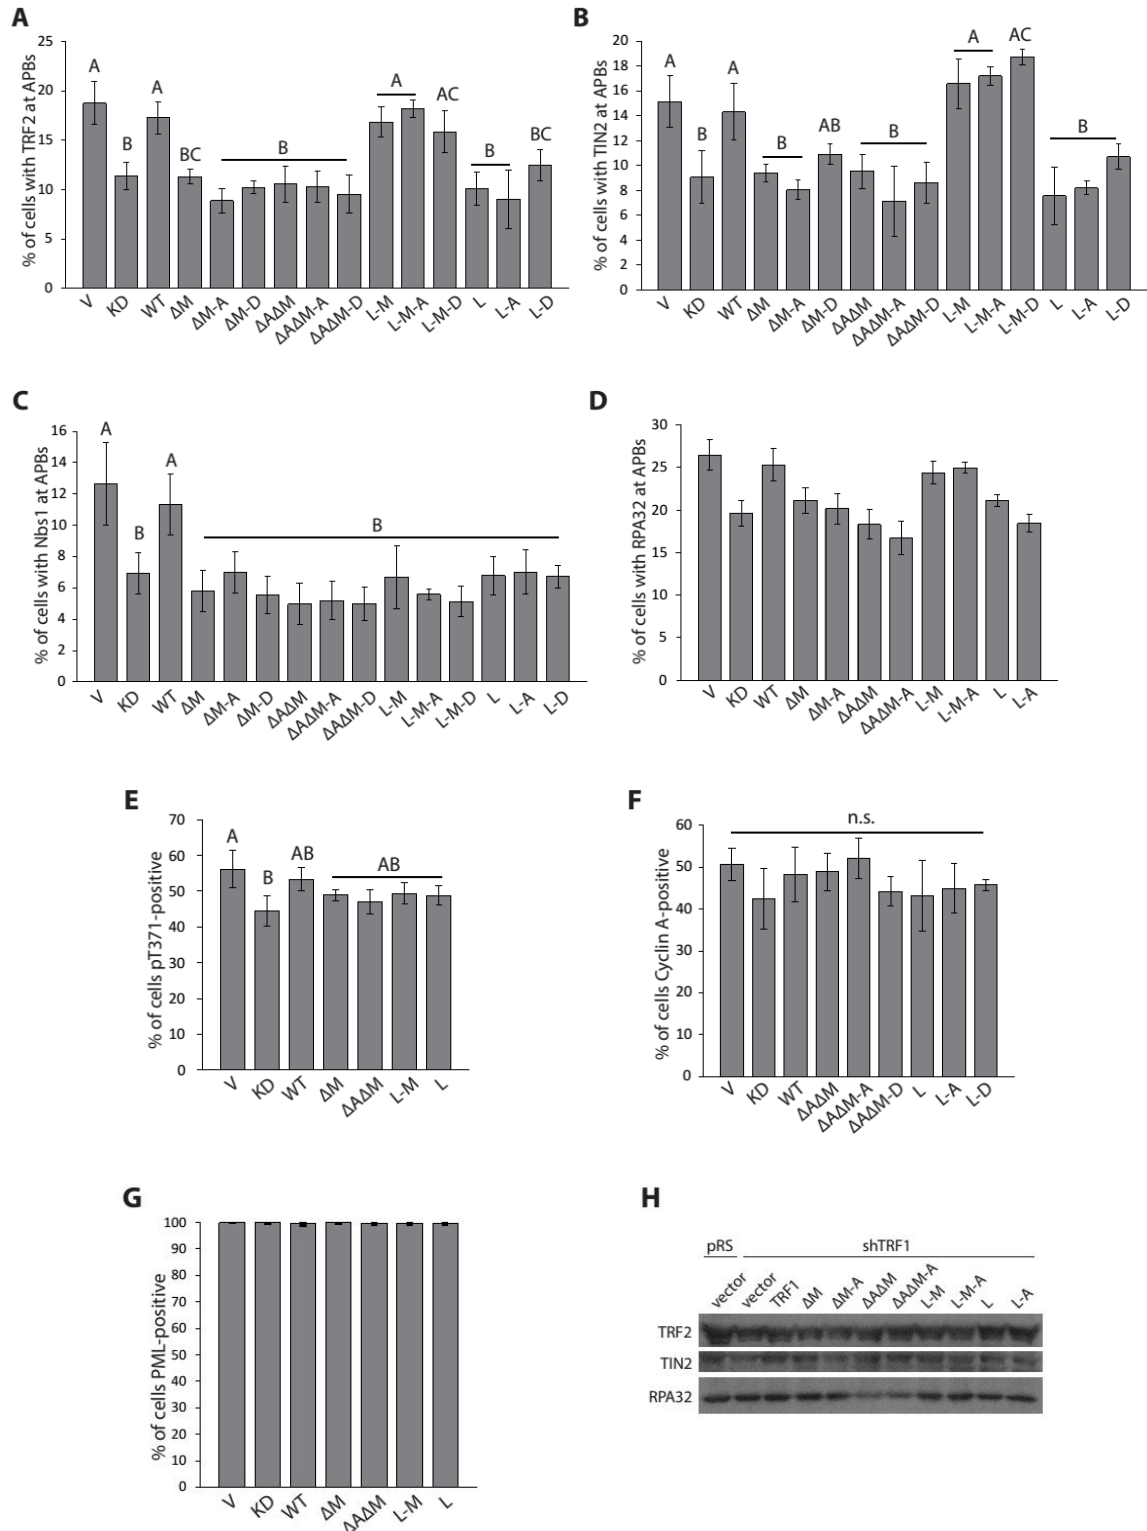 A
% of cells with TRF2 at APBs
25
20
15
10
5
0
A
B
A
BC
B
A
AC
B
BC
V
KD
WT
ΔM
ΔM-A
ΔM-D
ΔAΔM
ΔAΔM-A
ΔAΔM-D
L-M
L-M-A
L-M-D
L
L-A
L-D
B
% of cells with TIN2 at APBs
20
18
16
14
12
10
8
6
4
2
0
A
B
A
B
AB
B
A
AC
B
V
KD
WT
ΔM
ΔM-A
ΔM-D
ΔAΔM
ΔAΔM-A
ΔAΔM-D
L-M
L-M-A
L-M-D
L
L-A
L-D
C
% of cells with Nbs1 at APBs
16
14
12
10
8
6
4
2
0
A
B
A
B
V
KD
WT
ΔM
ΔM-A
ΔM-D
ΔAΔM
ΔAΔM-A
ΔAΔM-D
L-M
L-M-A
L-M-D
L
L-A
L-D
D
% of cells with RPA32 at APBs
30
25
20
15
10
5
0
V
KD
WT
ΔM
ΔM-A
ΔAΔM
ΔAΔM-A
L-M
L-M-A
L
L-A
E
% of cells pT371-positive
70
60
50
40
30
20
10
0
A
B
AB
AB
V
KD
WT
ΔM
ΔAΔM
L-M
L
F
% of cells Cyclin A-positive
60
50
40
30
20
10
0
n.s.
V
KD
WT
ΔAΔM
ΔAΔM-A
ΔAΔM-D
L
L-A
L-D
G
% of cells PML-positive
100
90
80
70
60
50
40
30
20
10
0
V
KD
WT
ΔM
ΔAΔM
L-M
L
H
pRS shTRF1
vector
vector
TRF1
ΔM
ΔM-A
ΔAΔM
ΔAΔM-A
L-M
L-M-A
L
L-A
TRF2
TIN2
RPA32